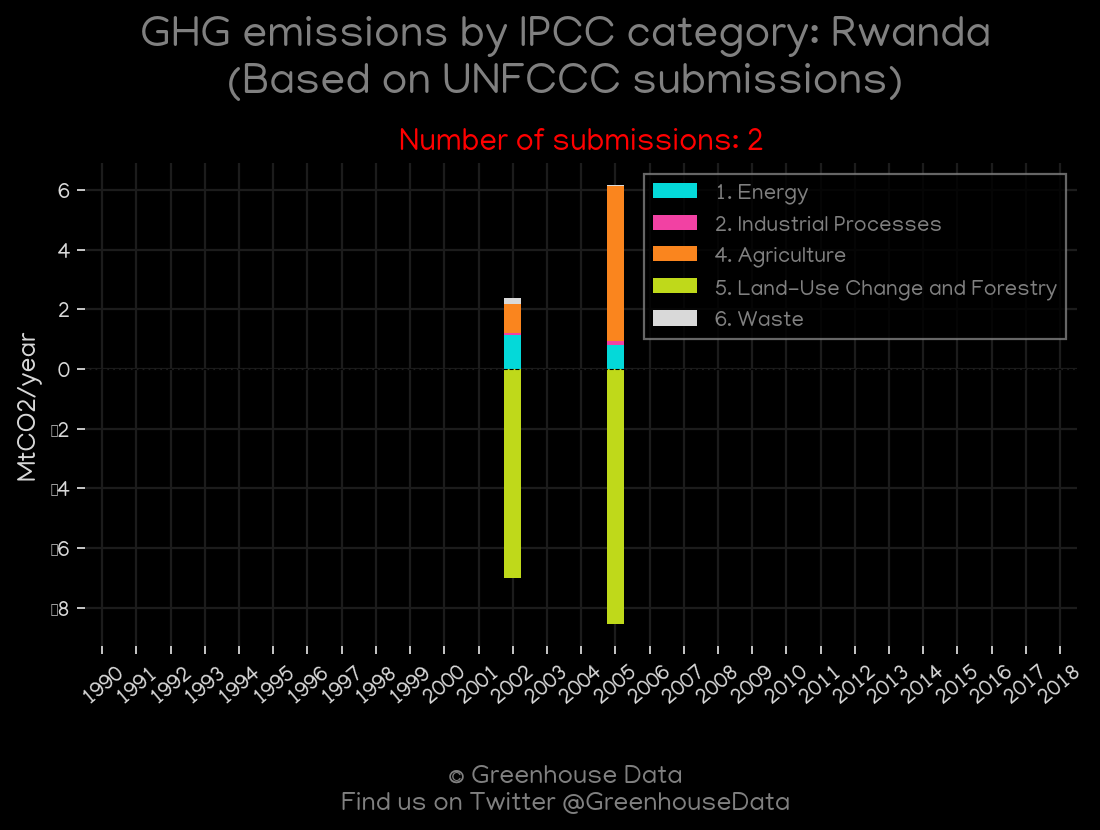 GHG emissions by IPCC category: Rwanda
(Based on UNFCCC submissions)
Number of submissions: 2
1. Energy
2. Industrial Processes
4. Agriculture
5. Land-Use Change and Forestry
6. Waste
MtCO2/year
6
4
2
0
▯2
▯4
▯6
▯8
1990 1991 1992 1993 1994 1995 1996 1997 1998 1999 2000 2001 2002 2003 2004 2005 2006 2007 2008 2009 2010 2011 2012 2013 2014 2015 2016 2017 2018
© Greenhouse Data
Find us on Twitter @GreenhouseData